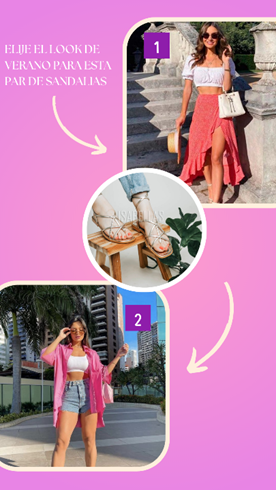 ELIJE EL LOOK DE
VERANO PARA ESTA
PAR DE SANDALIAS
1
2